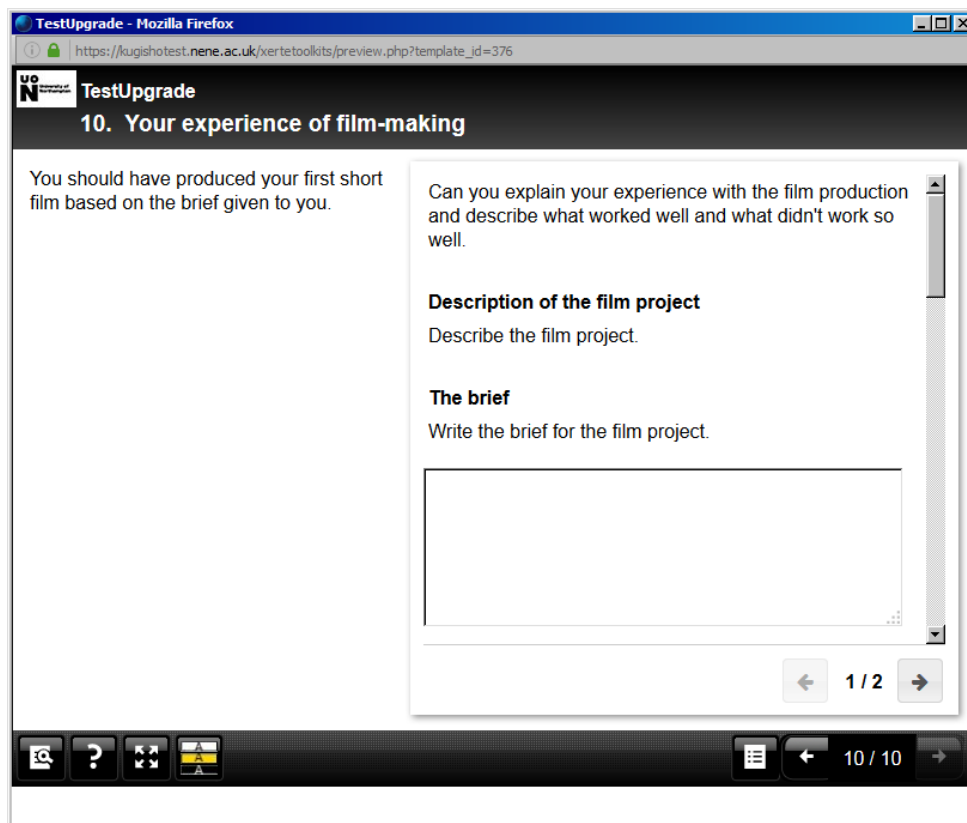 TestUpgrade - Mozilla Firefox
https://kugishotest.nene.ac.uk/xertetoolkits/preview.php?template_id=376
UoN University of Northampton
TestUpgrade
10. Your experience of film-making
You should have produced your first short
film based on the brief given to you.
Can you explain your experience with the film production
and describe what worked well and what didn't work so
well.
Description of the film project
Describe the film project.
The brief
Write the brief for the film project.
1 / 2
?
A
A
A
10 / 10